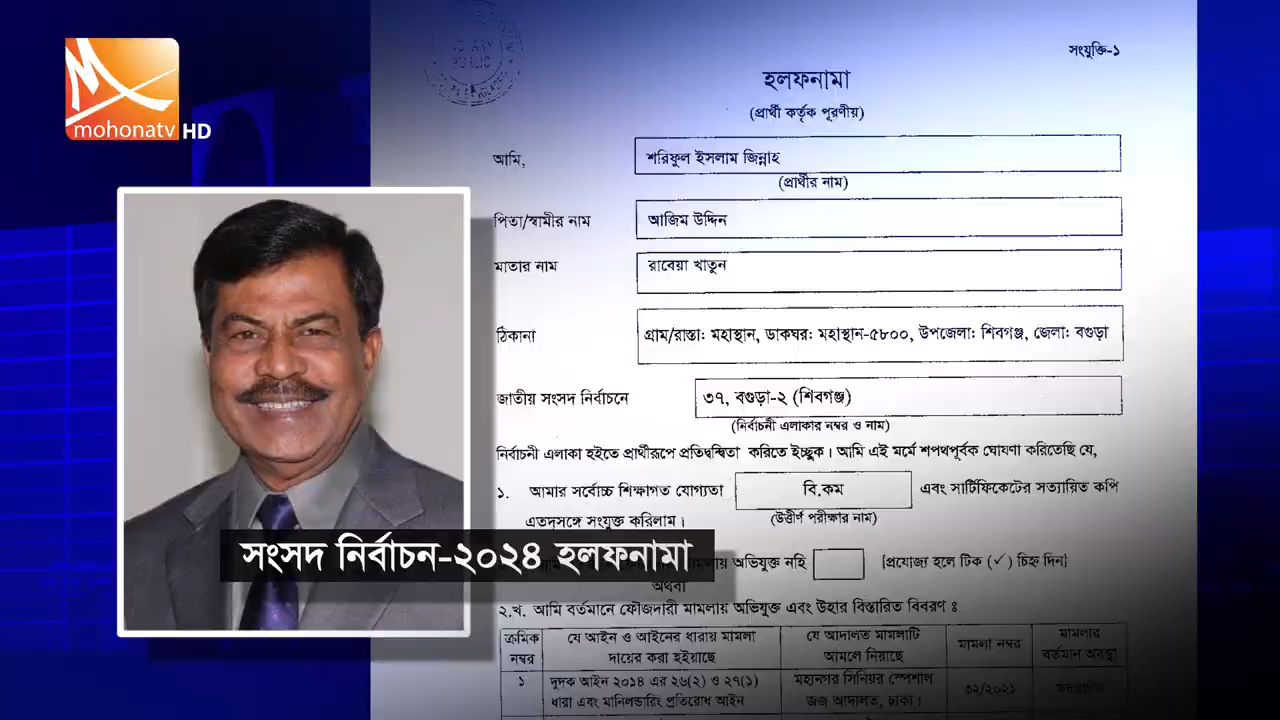 mohonatv HD
সংযুক্তি-১
হলফনামা
(প্রার্থী কর্তৃক পূরণীয়)
আমি, শরিফুল ইসলাম জিন্নাহ
(প্রার্থীর নাম)
পিতা/স্বামীর নাম আজিম উদ্দিন
মাতার নাম রাবেয়া খাতুন
ঠিকানা গ্রাম/রাস্তা: মহাস্থান, ডাকঘর: মহাস্থান-৫৮০০, উপজেলা: শিবগঞ্জ, জেলা: বগুড়া
জাতীয় সংসদ নির্বাচনে ৩৭, বগুড়া-২ (শিবগঞ্জ)
(নির্বাচনী এলাকার নম্বর ও নাম)
নির্বাচনী এলাকা হইতে প্রার্থীরূপে প্রতিদ্বন্দ্বিতা করিতে ইচ্ছুক। আমি এই মর্মে শপথপূর্বক ঘোষণা করিতেছি যে,
১. আমার সর্বোচ্চ শিক্ষাগত যোগ্যতা বি.কম এবং সার্টিফিকেটের সত্যায়িত কপি
এতদসঙ্গে সংযুক্ত করিলাম। (উত্তীর্ণ পরীক্ষার নাম)
সংসদ নির্বাচন-২০২৪ হলফনামা
অভিযুক্ত নহি [প্রযোজ্য হলে টিক (✓) চিহ্ন দিন]
অথবা
২.খ. আমি বর্তমানে ফৌজদারী মামলায় অভিযুক্ত এবং উহার বিস্তারিত বিবরণ ঃ
ক্রমিক নম্বর
যে আইন ও আইনের ধারায় মামলা দায়ের করা হইয়াছে
যে আদালত মামলাটি আমলে নিয়াছে
মামলা নম্বর
মামলার বর্তমান অবস্থা
১
দুদক আইন ২০১৪ এর ২৬(২) ও ২৭(১)
ধারা এবং মানিলন্ডারিং প্রতিরোধ আইন
মহানগর সিনিয়র স্পেশাল
জজ আদালত, ঢাকা।
৩২/২০২১